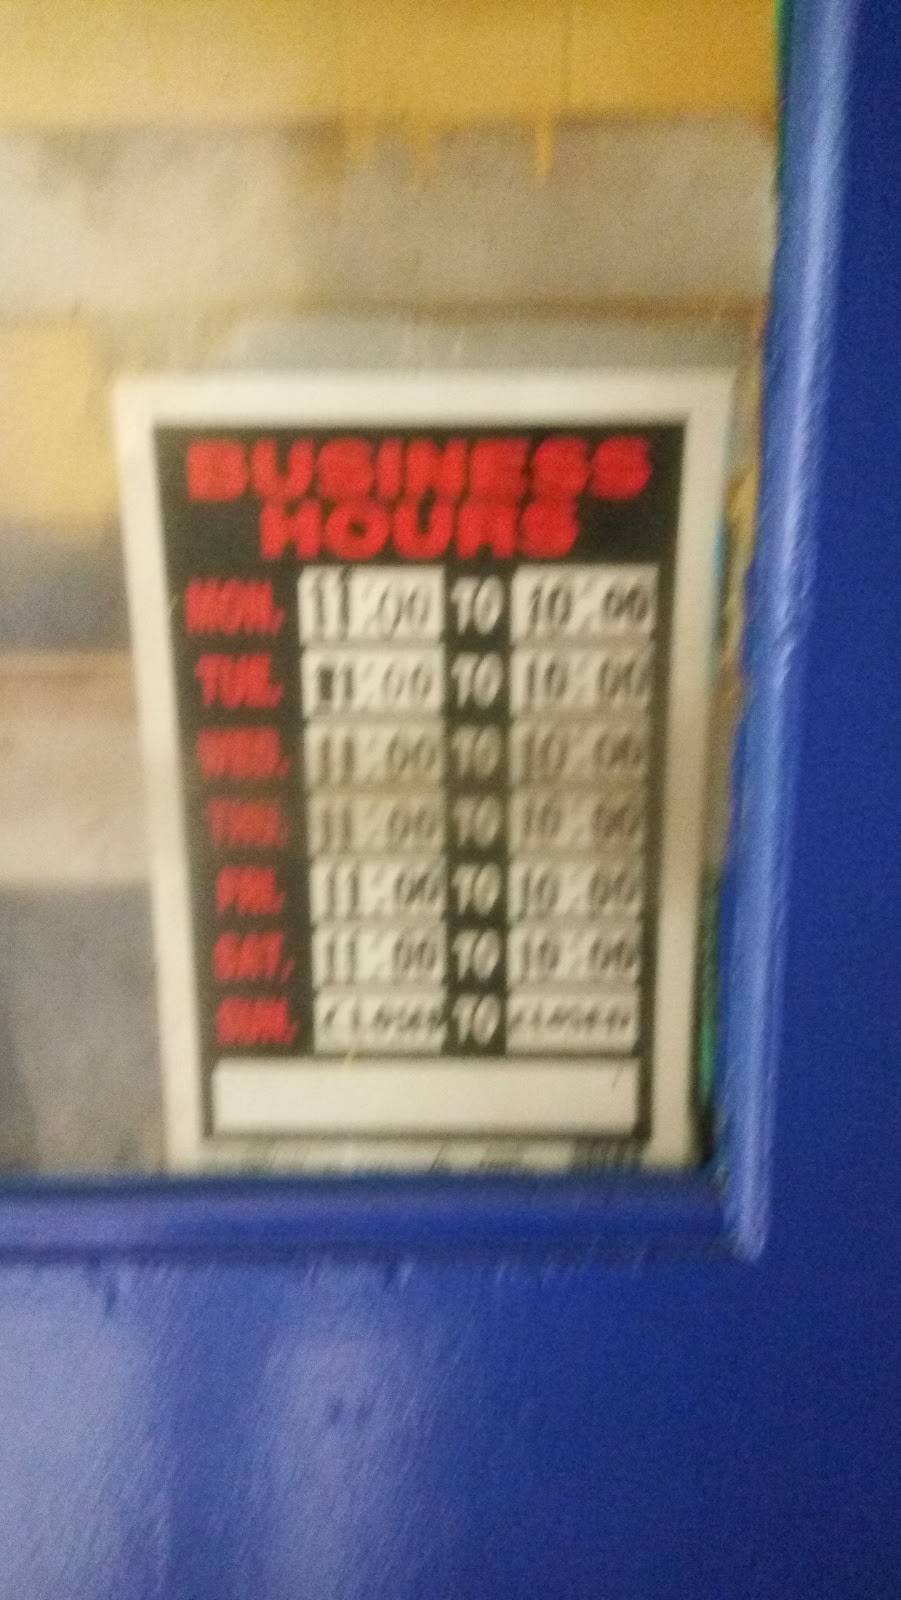 BUSINESS
HOURS
MON. 11:00 TO 10:00
TUE. 11:00 TO 10:00
WED. 11:00 TO 10:00
THU. 11:00 TO 10:00
FRI. 11:00 TO 10:00
SAT. 11:00 TO 10:00
SUN. CLOSED TO CLOSED